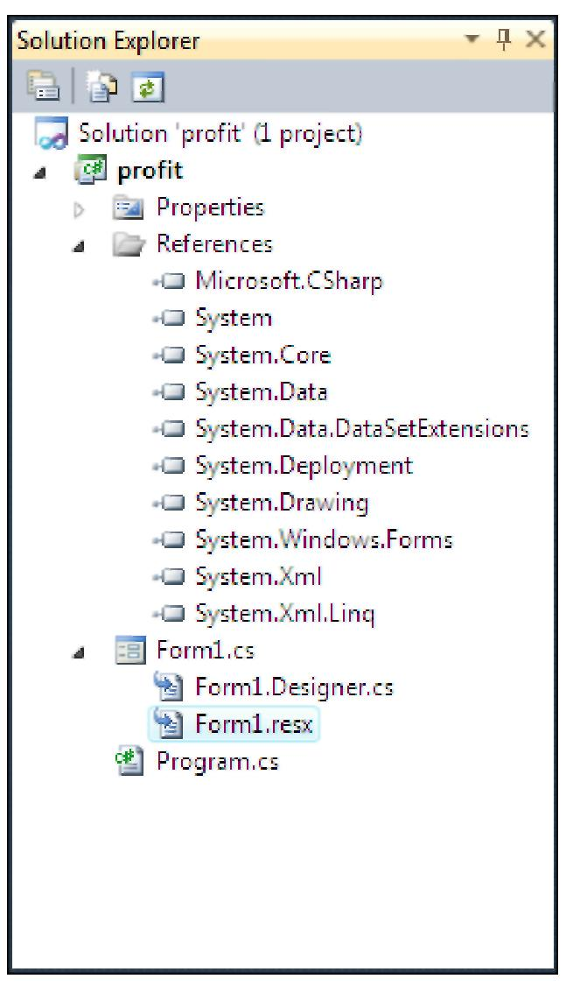 Solution Explorer
Solution 'profit' (1 project)
C# profit
Properties
References
Microsoft.CSharp
System
System.Core
System.Data
System.Data.DataSetExtensions
System.Deployment
System.Drawing
System.Windows.Forms
System.Xml
System.Xml.Linq
Form1.cs
Form1.Designer.cs
Form1.resx
C# Program.cs